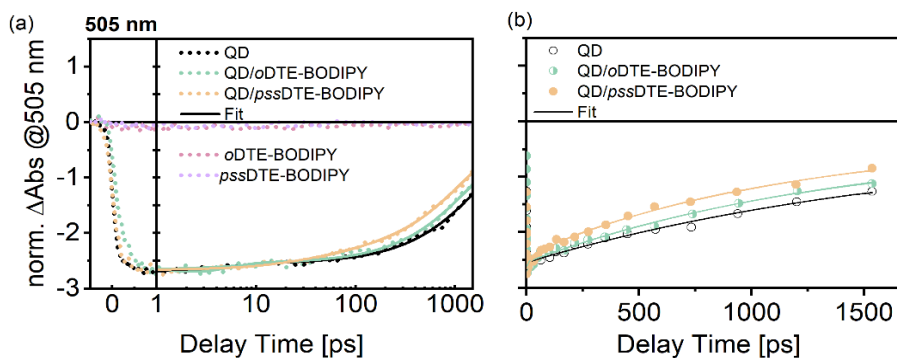 (a)
505 nm
QD
QD/oDTE-BODIPY
QD/pssDTE-BODIPY
Fit
oDTE-BODIPY
pssDTE-BODIPY
norm. ΔAbs @505 nm
0
-1
-2
-3
0
1
10
100
1000
Delay Time [ps]
(b)
QD
QD/oDTE-BODIPY
QD/pssDTE-BODIPY
Fit
0
500
1000
1500
Delay Time [ps]